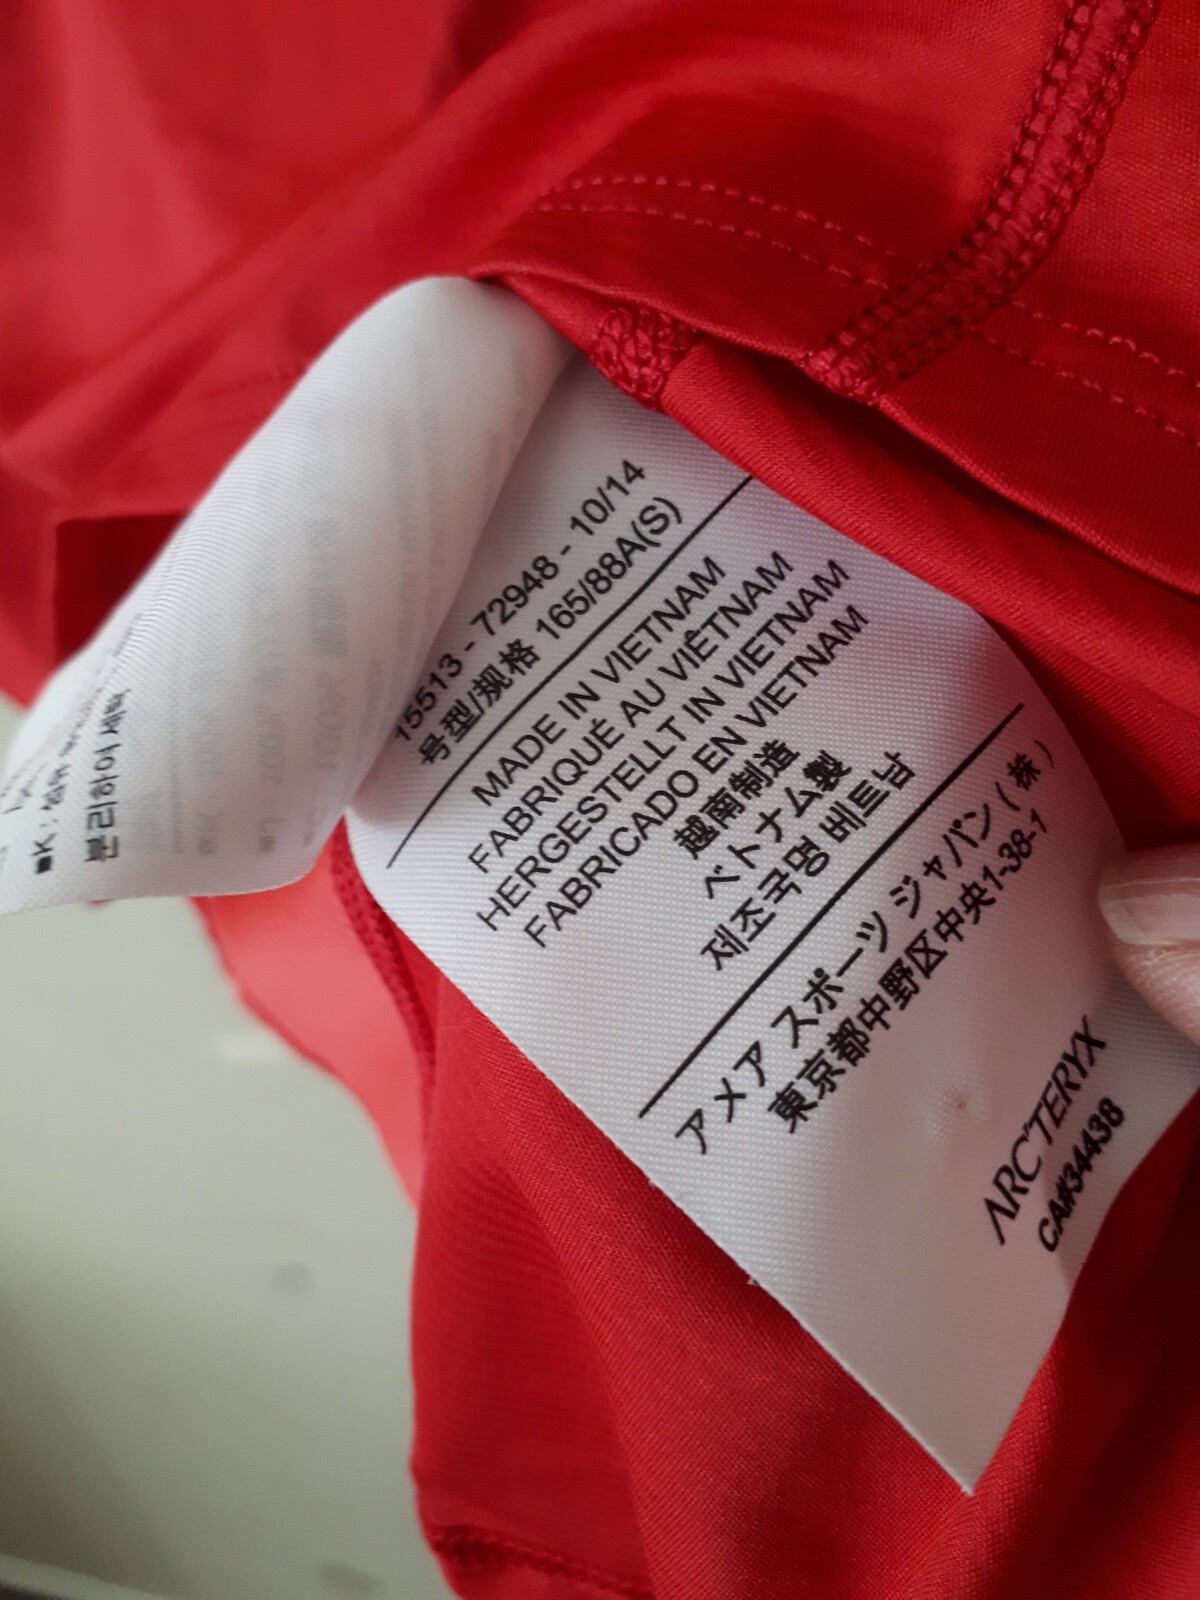 15513 - 72948 - 10/14
号型/规格 165/88A(S)
MADE IN VIETNAM
FABRIQUÉ AU VIÊTNAM
HERGESTELLT IN VIETNAM
FABRICADO EN VIETNAM
越南制造
ベトナム製
제조국명 베트남
アメア スポーツ ジャパン (株)
東京都中野区中央1-38-1
ARC'TERYX
CA#34438
분리하여 세탁